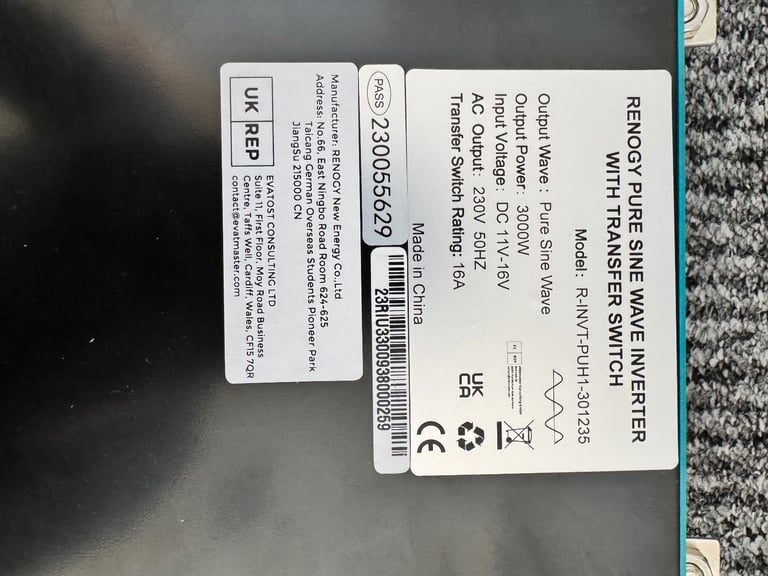 RENOGY PURE SINE WAVE INVERTER
WITH TRANSFER SWITCH
Model: R-INVT-PUH1-301235
Output Wave: Pure Sine Wave
Output Power: 3000W
Input Voltage: DC 11V-16V
AC Output: 230V 50HZ
Transfer Switch Rating: 16A
UK
CA
CE
Made in China
PASS 230055629
23RIU3300938000259
Manufacturer: RENOGY New Energy Co.,Ltd
Address: No.66, East Ningbo Road Room 624-625
Taicang German Overseas Students Pioneer Park
JiangSu 215000 CN
UK REP
EVATOST CONSULTING LTD
Suite 11, First Floor, Moy Road Business
Centre, Taffs Well, Cardiff, Wales, CF15 7QR
contact@evatmaster.com